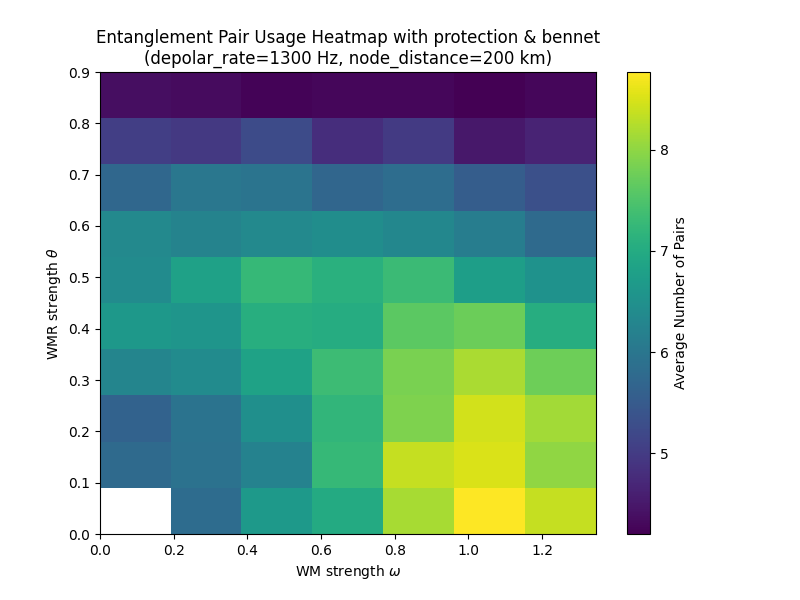 Entanglement Pair Usage Heatmap with protection & bennet
(depolar_rate=1300 Hz, node_distance=200 km)
0.9
0.8
0.7
0.6
0.5
0.4
0.3
0.2
0.1
0.0
WMR strength θ
0.0 0.2 0.4 0.6 0.8 1.0 1.2
WM strength ω
8
7
6
5
Average Number of Pairs